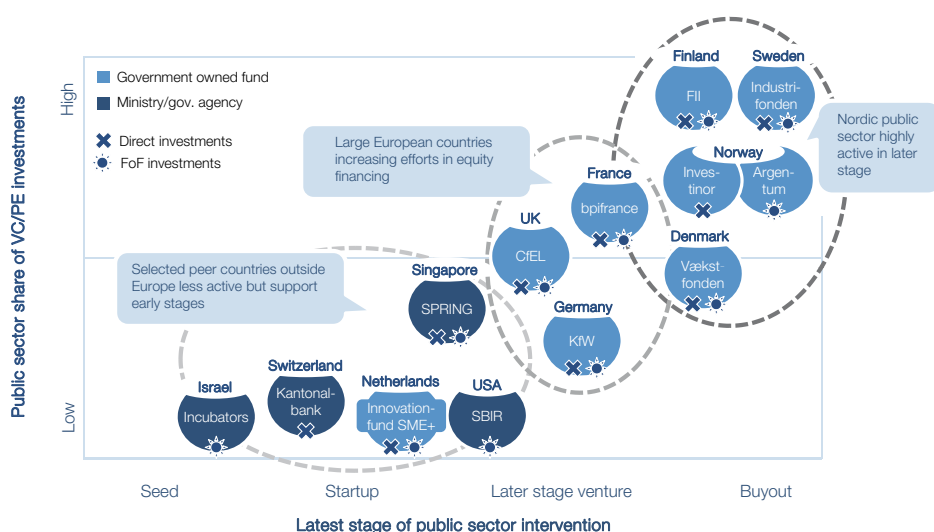 Public sector share of VC/PE investments
High
Low
Government owned fund
Ministry/gov. agency
Direct investments
FoF investments
Large European countries
increasing efforts in equity
financing
Nordic public
sector highly
active in later
stage
Selected peer countries outside
Europe less active but support
early stages
Finland
FII
Sweden
Industri-
fonden
Norway
Inves-
tinor
Argen-
tum
France
bpifrance
UK
CfEL
Denmark
Vækst-
fonden
Singapore
SPRING
Germany
KfW
Switzerland
Kantonal-
bank
Israel
Incubators
Netherlands
Innovation-
fund SME+
USA
SBIR
Seed
Startup
Later stage venture
Buyout
Latest stage of public sector intervention